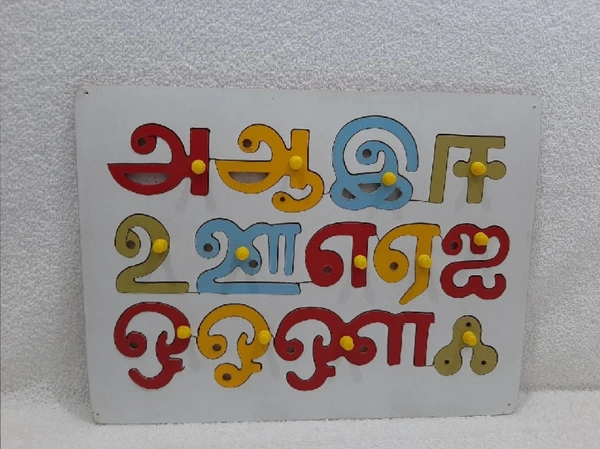 அ ஆ இ ஈ
உ ஊ எ ஏ ஐ
ஒ ஓ ஔ ஃ